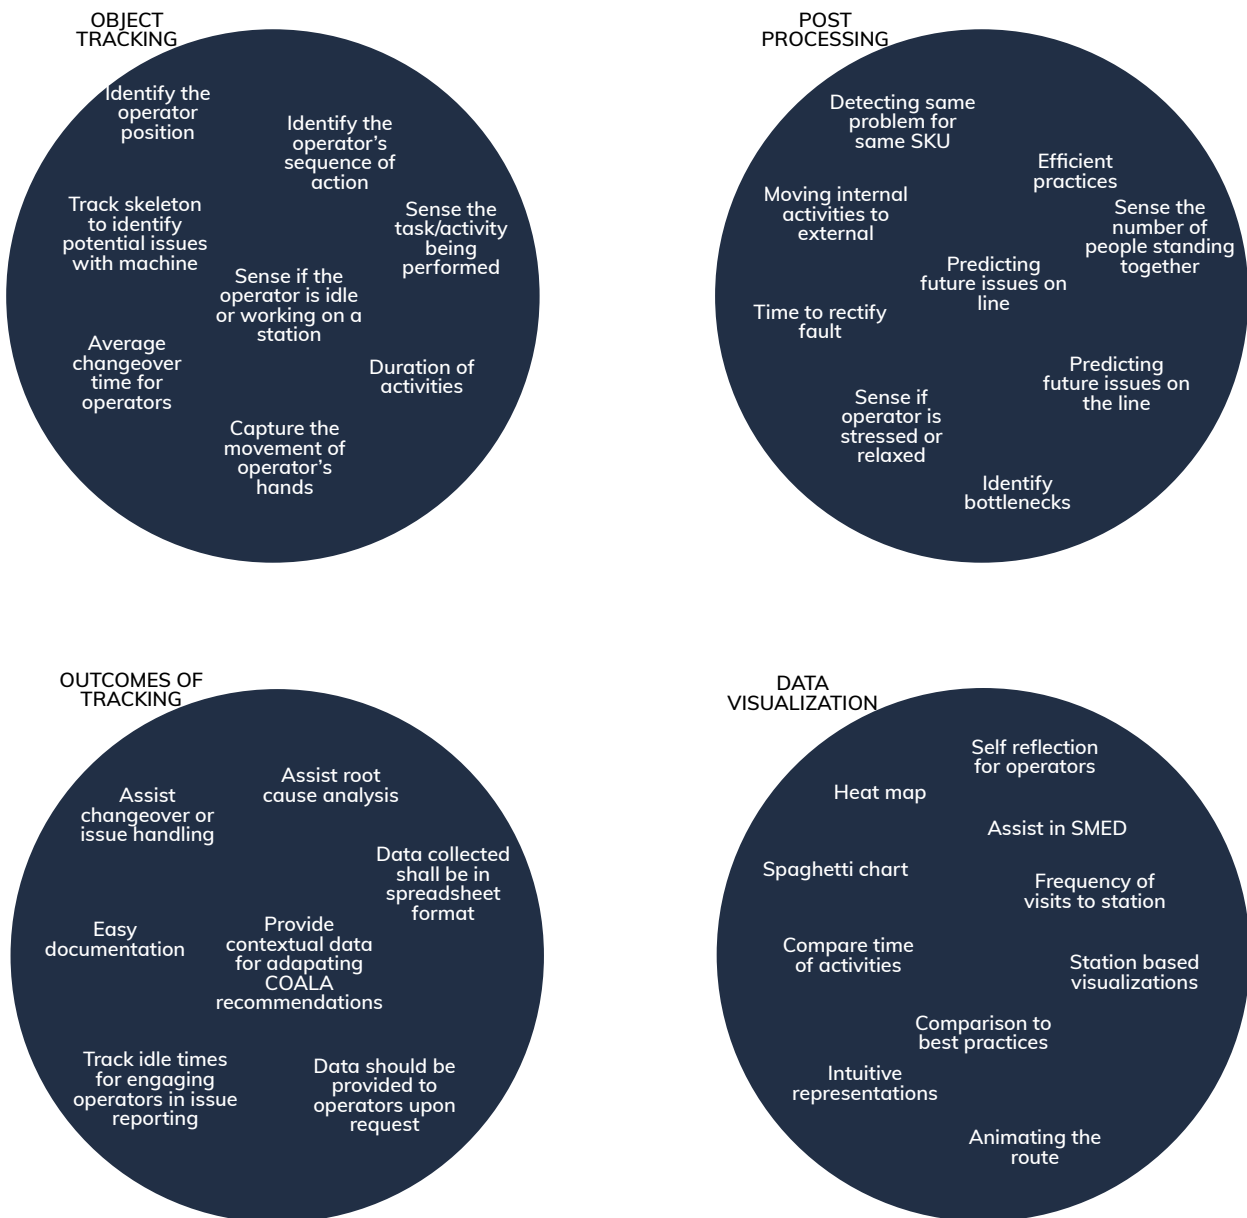 OBJECT
TRACKING
Identify the
operator
position
Identify the
operator’s
sequence of
action
Track skeleton
to identify
potential issues
with machine
Sense the
task/activity
being
performed
Sense if the
operator is idle
or working on a
station
Average
changeover
time for
operators
Duration of
activities
Capture the
movement of
operator’s
hands
POST
PROCESSING
Detecting same
problem for
same SKU
Efficient
practices
Moving internal
activities to
external
Sense the
number of
people standing
together
Predicting
future issues on
line
Time to rectify
fault
Predicting
future issues on
the line
Sense if
operator is
stressed or
relaxed
Identify
bottlenecks
OUTCOMES OF
TRACKING
Assist root
cause analysis
Assist
changeover or
issue handling
Data collected
shall be in
spreadsheet
format
Easy
documentation
Provide
contextual data
for adapating
COALA
recommendations
Track idle times
for engaging
operators in issue
reporting
Data should be
provided to
operators upon
request
DATA
VISUALIZATION
Self reflection
for operators
Heat map
Assist in SMED
Spaghetti chart
Frequency of
visits to station
Compare time
of activities
Station based
visualizations
Comparison to
best practices
Intuitive
representations
Animating the
route